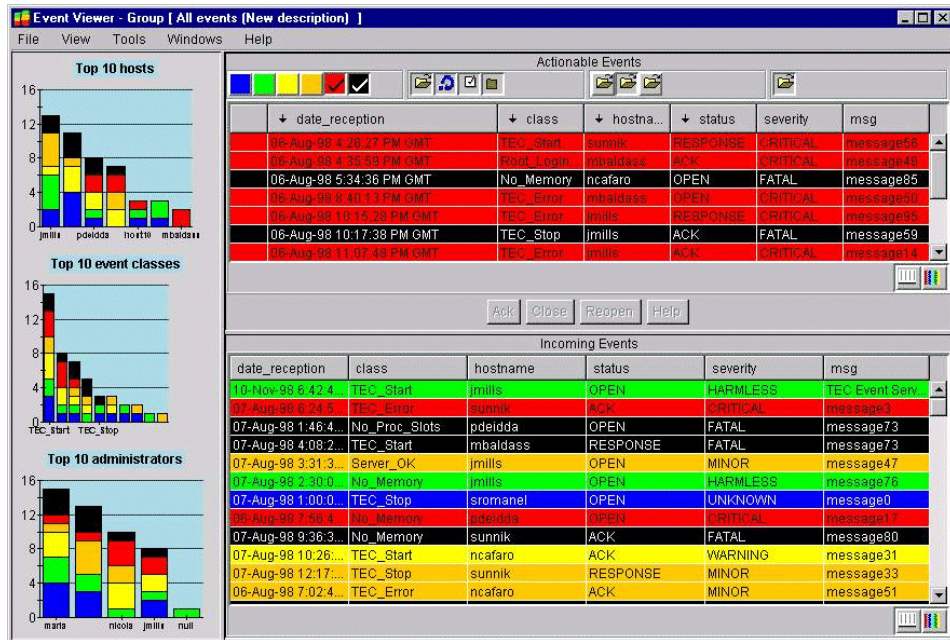 Event Viewer - Group [ All events (New description) ]
File View Tools Windows Help
Top 10 hosts
16
12
8
4
0
jmills pdeidda host10 mbaldass
Top 10 event classes
16
12
8
4
0
TEC_Start TEC_Stop
Top 10 administrators
16
12
8
4
0
maria nicola jmills null
Actionable Events
date_reception class hostna... status severity msg
06-Aug-98 4:26:27 PM GMT TEC_Start sunnik RESPONSE CRITICAL message56
06-Aug-98 4:35:59 PM GMT Root_Login... mbaldass ACK CRITICAL message48
06-Aug-98 5:34:36 PM GMT No_Memory ncafaro OPEN FATAL message85
06-Aug-98 8:40:13 PM GMT TEC_Error mbaldass OPEN CRITICAL message50
06-Aug-98 10:15:28 PM GMT TEC_Error jmills RESPONSE CRITICAL message95
06-Aug-98 10:17:38 PM GMT TEC_Stop jmills ACK FATAL message59
06-Aug-98 11:07:48 PM GMT TEC_Error jmills ACK CRITICAL message14
Ack Close Reopen Help
Incoming Events
date_reception class hostname status severity msg
10-Nov-98 6:42:4... TEC_Start jmills OPEN HARMLESS TEC Event Serv...
07-Aug-98 6:24:5... TEC_Error sunnik ACK CRITICAL message3
07-Aug-98 1:46:4... No_Proc_Slots pdeidda OPEN FATAL message73
07-Aug-98 4:08:2... TEC_Start mbaldass RESPONSE FATAL message73
07-Aug-98 3:31:3... Server_OK jmills OPEN MINOR message47
07-Aug-98 2:30:0... No_Memory jmills OPEN HARMLESS message76
07-Aug-98 1:00:0... TEC_Stop sromanel OPEN UNKNOWN message0
06-Aug-98 7:56:4... No_Memory pdeidda OPEN CRITICAL message17
07-Aug-98 9:36:3... No_Memory sunnik ACK FATAL message80
07-Aug-98 10:26:... TEC_Start ncafaro ACK WARNING message31
07-Aug-98 12:17:... TEC_Stop sunnik RESPONSE MINOR message33
06-Aug-98 7:02:4... TEC_Error ncafaro ACK MINOR message51